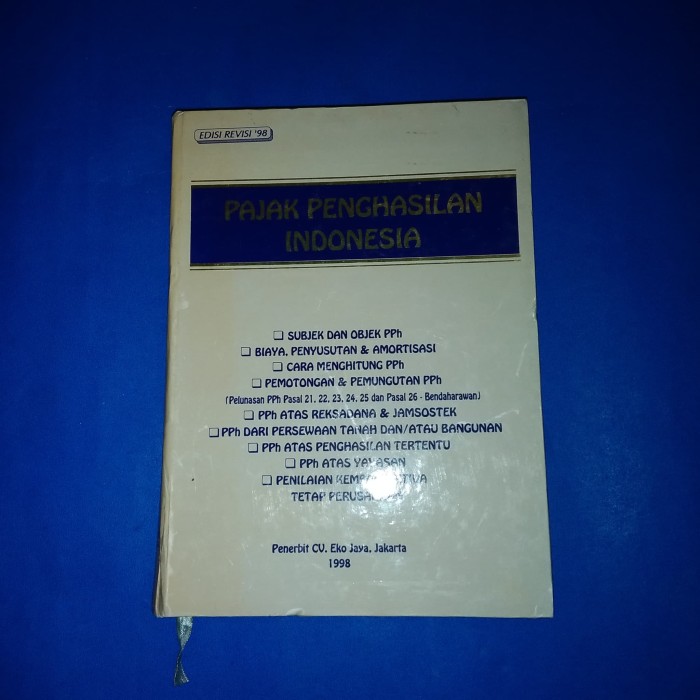 EDISI REVISI '98
PAJAK PENGHASILAN
INDONESIA
❑ SUBJEK DAN OBJEK PPh
❑ BIAYA, PENYUSUTAN & AMORTISASI
❑ CARA MENGHITUNG PPh
❑ PEMOTONGAN & PEMUNGUTAN PPh
(Pelunasan PPh Pasal 21, 22, 23, 24, 25 dan Pasal 26 - Bendaharawan)
❑ PPh ATAS REKSADANA & JAMSOSTEK
❑ PPh DARI PERSEWAAN TANAH DAN/ATAU BANGUNAN
❑ PPh ATAS PENGHASILAN TERTENTU
❑ PPh ATAS YAYASAN
❑ PENILAIAN
TETAP
Penerbit CV. Eko Jaya, Jakarta
1998